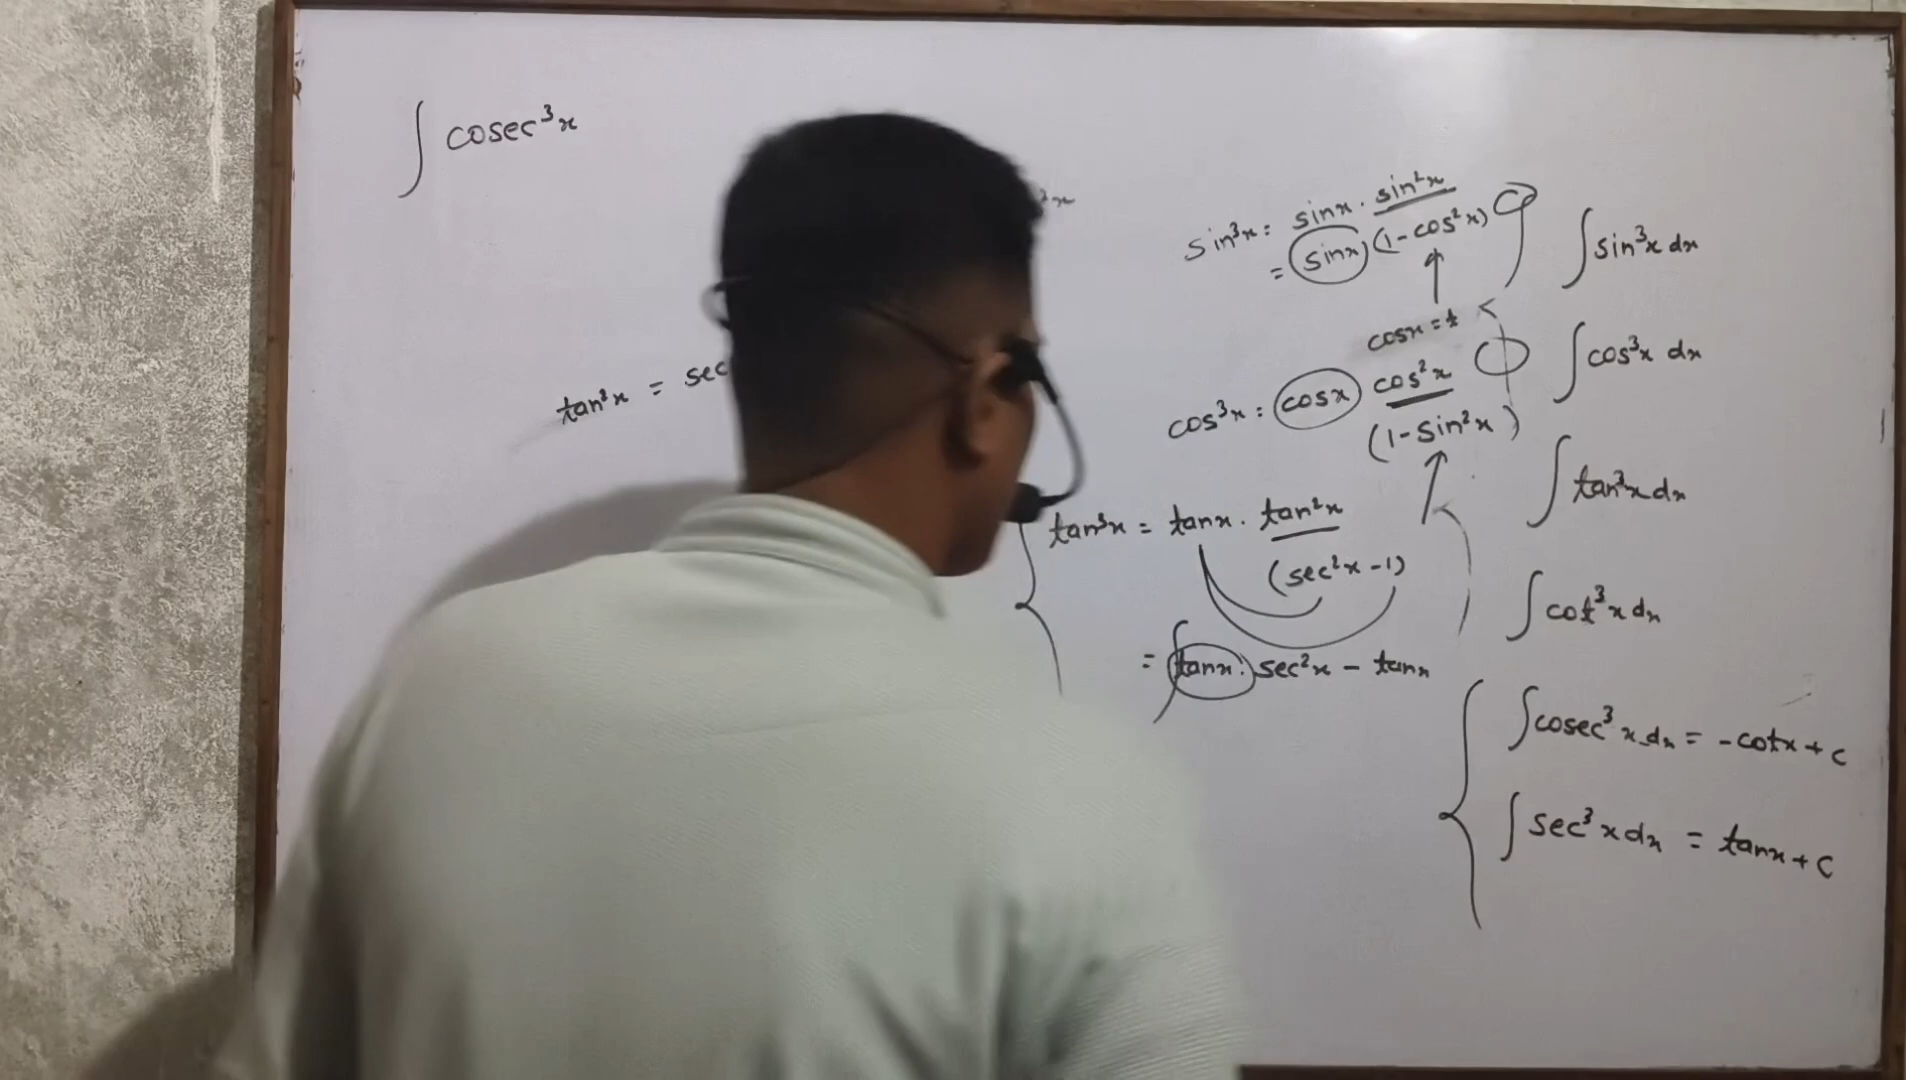 ∫ cosec³x
²x
tan²x = sec
sin³x = sinx . sin²x
= sinx (1 - cos²x)
cosx = t
cos³x = cosx cos²x
(1 - sin²x)
tan³x = tanx . tan²x
(sec²x - 1)
= ∫ tanx . sec²x - tanx
∫ sin³x dx
∫ cos³x dx
∫ tan³x dx
∫ cot³x dx
∫ cosec³x dx = -cotx + c
∫ sec³x dx = tanx + c